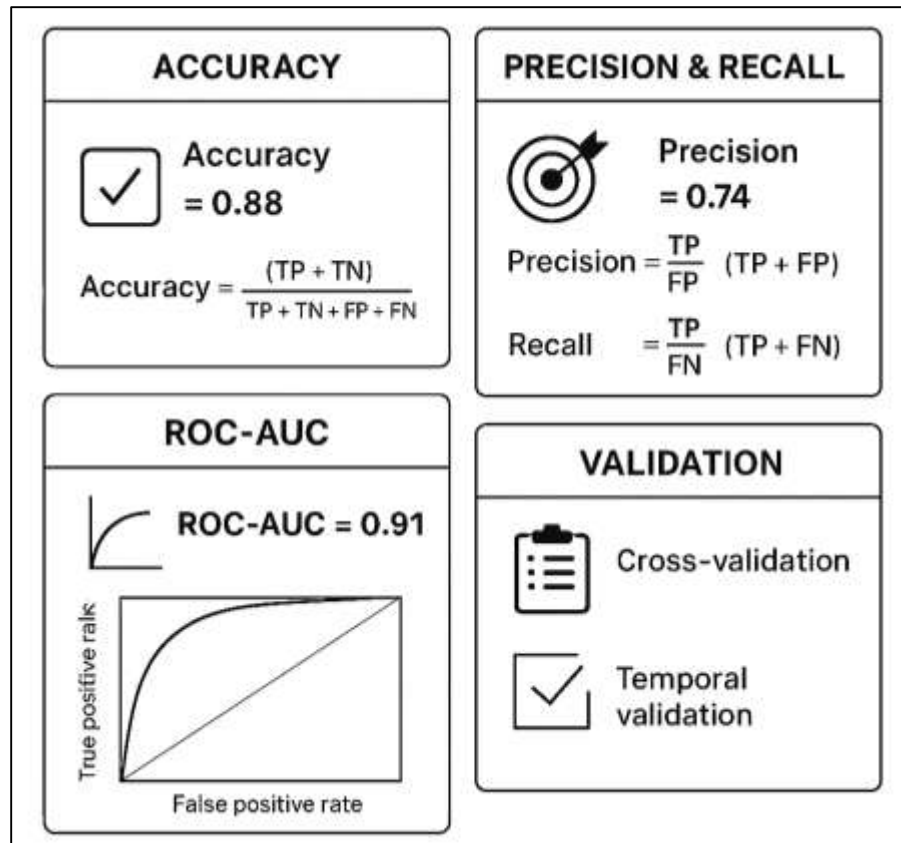 ACCURACY
Accuracy
= 0.88
Accuracy = (TP + TN)
TP + TN + FP ÷ FN
PRECISION & RECALL
Precision
= 0.74
Precision = TP
FP (TP + FP)
Recall = TP
FN (TP + FN)
ROC-AUC
ROC-AUC = 0.91
True positive rale
False positive rate
VALIDATION
Cross-validation
Temporal
validation